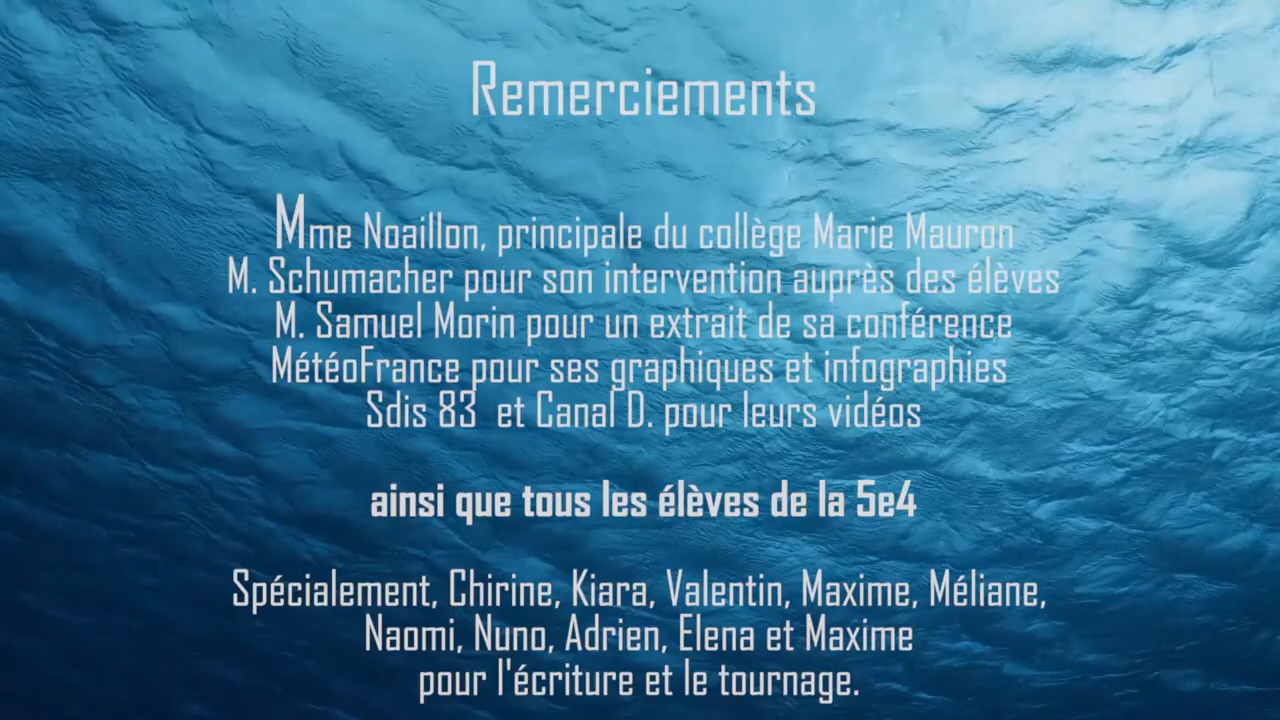 Remerciements
Mme Noaillon, principale du collège Marie Mauron
M. Schumacher pour son intervention auprès des élèves
M. Samuel Morin pour un extrait de sa conférence
MétéoFrance pour ses graphiques et infographies
Sdis 83 et Canal D. pour leurs vidéos
ainsi que tous les élèves de la 5e4
Spécialement, Chirine, Kiara, Valentin, Maxime, Méliane,
Naomi, Nuno, Adrien, Elena et Maxime
pour l'écriture et le tournage.